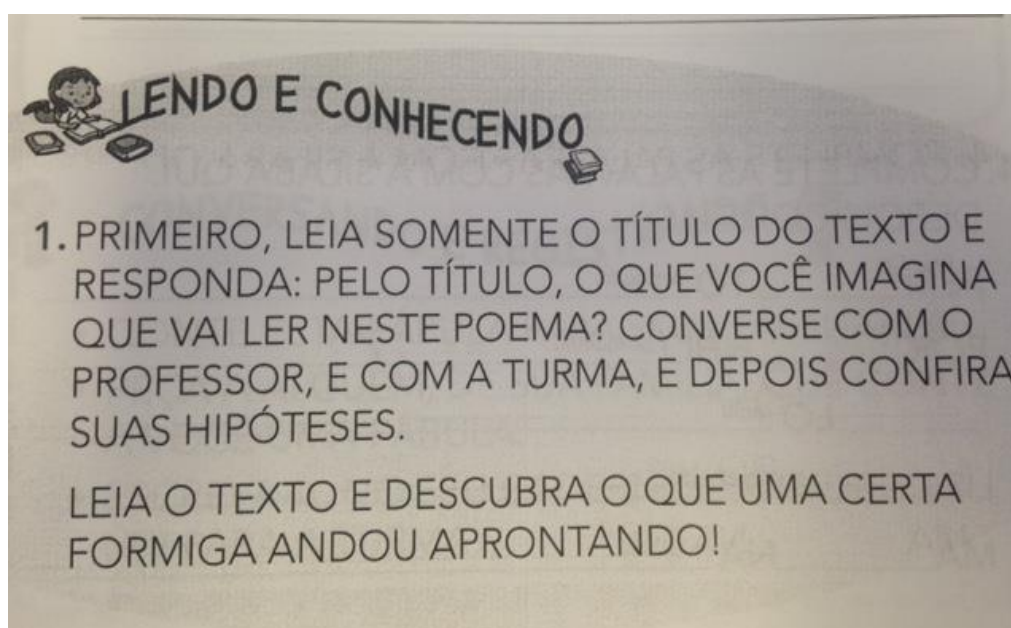 LENDO E CONHECENDO
1. PRIMEIRO, LEIA SOMENTE O TÍTULO DO TEXTO E
RESPONDA: PELO TÍTULO, O QUE VOCÊ IMAGINA
QUE VAI LER NESTE POEMA? CONVERSE COM O
PROFESSOR, E COM A TURMA, E DEPOIS CONFIRA
SUAS HIPÓTESES.
LEIA O TEXTO E DESCUBRA O QUE UMA CERTA
FORMIGA ANDOU APRONTANDO!